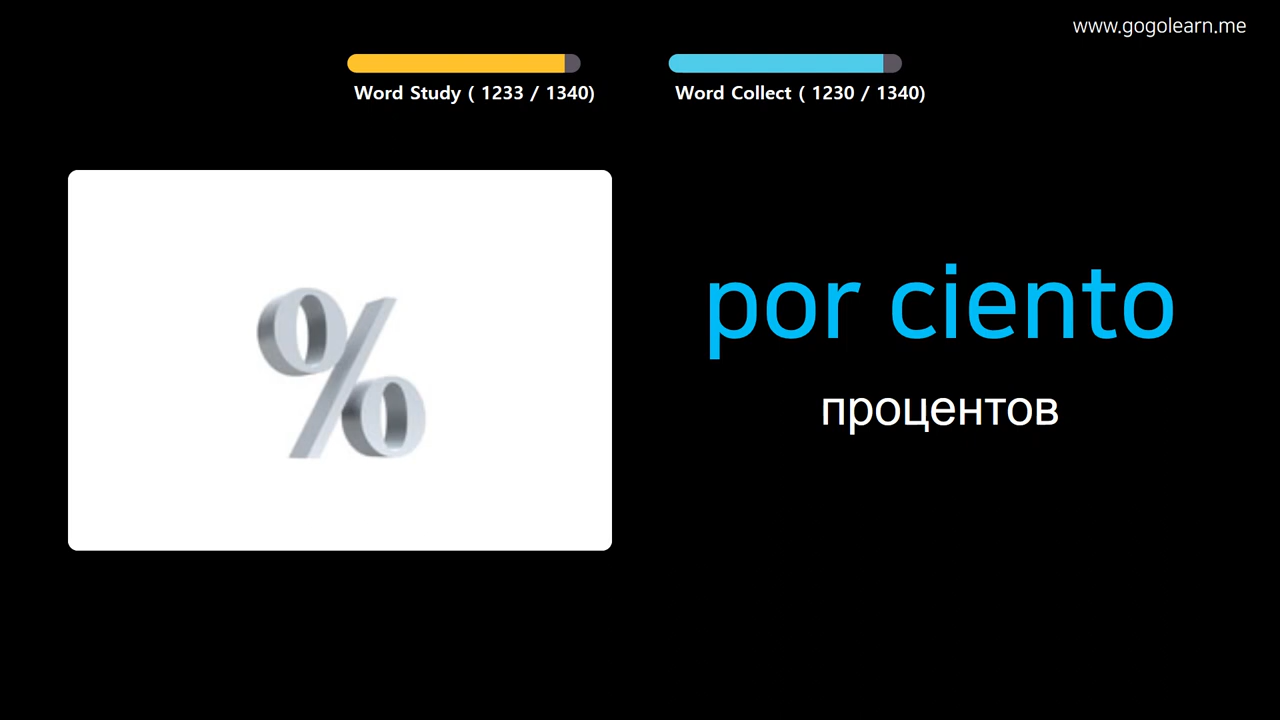 www.gogolearn.me
Word Study ( 1233 / 1340)
Word Collect ( 1230 / 1340)
%
por ciento
процентов